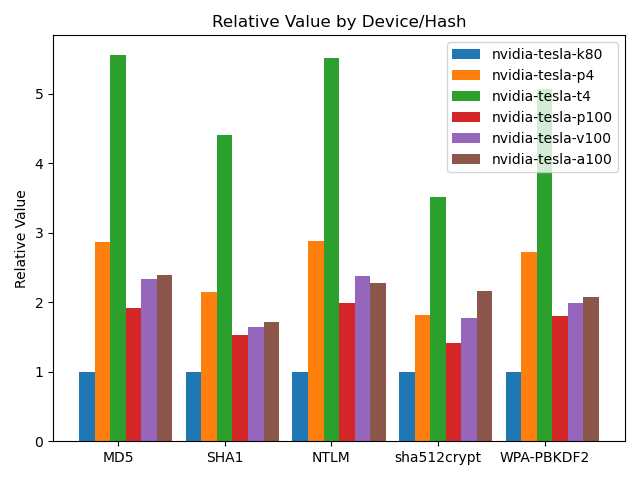 Relative Value by Device/Hash
Relative Value
5
4
3
2
1
0
nvidia-tesla-k80
nvidia-tesla-p4
nvidia-tesla-t4
nvidia-tesla-p100
nvidia-tesla-v100
nvidia-tesla-a100
MD5
SHA1
NTLM
sha512crypt
WPA-PBKDF2